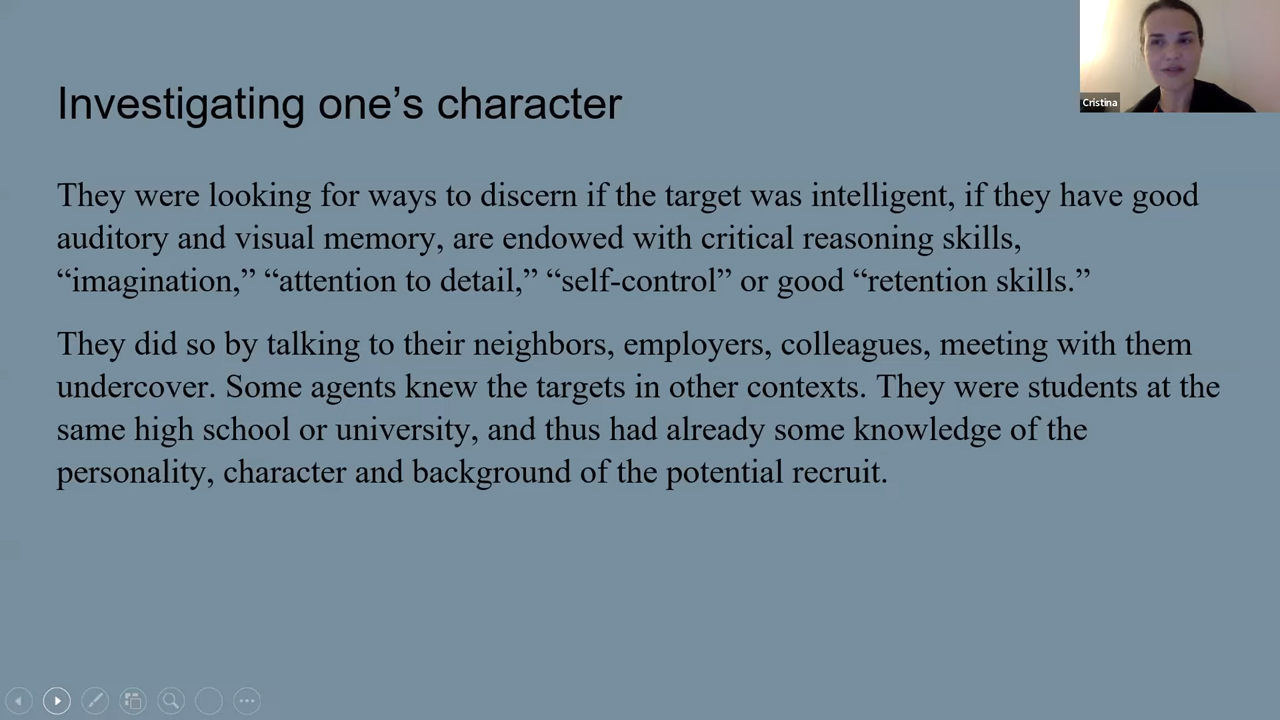 Investigating one’s character
Cristina
They were looking for ways to discern if the target was intelligent, if they have good
auditory and visual memory, are endowed with critical reasoning skills,
“imagination,” “attention to detail,” “self-control” or good “retention skills.”
They did so by talking to their neighbors, employers, colleagues, meeting with them
undercover. Some agents knew the targets in other contexts. They were students at the
same high school or university, and thus had already some knowledge of the
personality, character and background of the potential recruit.